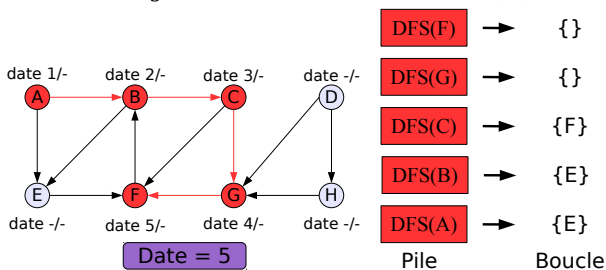 DFS(F) {}
date 1/- date 2/- date 3/- date -/- DFS(G) {}
A B C D
DFS(C) {F}
DFS(B) {E}
E F G H
date -/- date 5/- date 4/- date -/- DFS(A) {E}
Date = 5 Pile Boucle